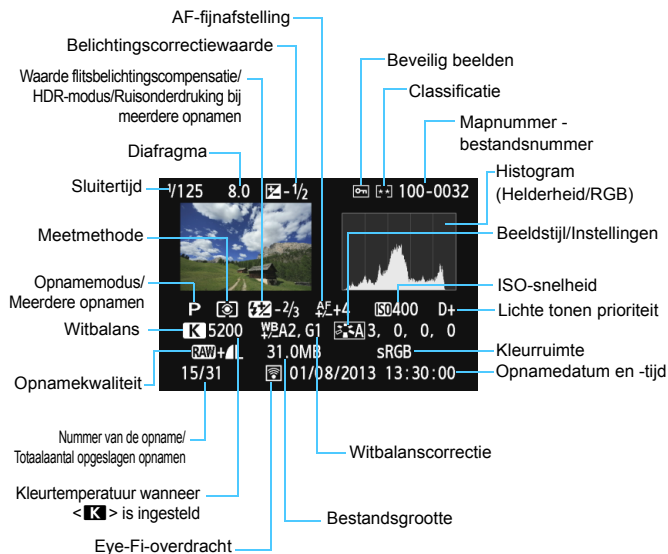 AF-fijnafstelling
Belichtingscorrectiewaarde
Beveilig beelden
Waarde flitsbelichtingscompensatie/
HDR-modus/Ruisonderdruking bij
meerdere opnamen
Classificatie
Mapnummer -
bestandsnummer
Diafragma
Histogram
(Helderheid/RGB)
Sluitertijd
1/125 8.0 -1/2 100-0032
Meetmethode
Beeldstijl/Instellingen
Opnamemodus/
Meerdere opnamen
ISO-snelheid
P -2/3 AF+4 ISO400 D+
Lichte tonen prioriteit
Witbalans
K 5200 WB A2, G1 A 3, 0, 0, 0
RAW+L 31.0MB sRGB
Kleurruimte
Opnamekwaliteit
15/31 01/08/2013 13:30:00
Opnamedatum en -tijd
Nummer van de opname/
Totaalaantal opgeslagen opnamen
Witbalanscorrectie
Kleurtemperatuur wanneer
<K> is ingesteld
Bestandsgrootte
Eye-Fi-overdracht